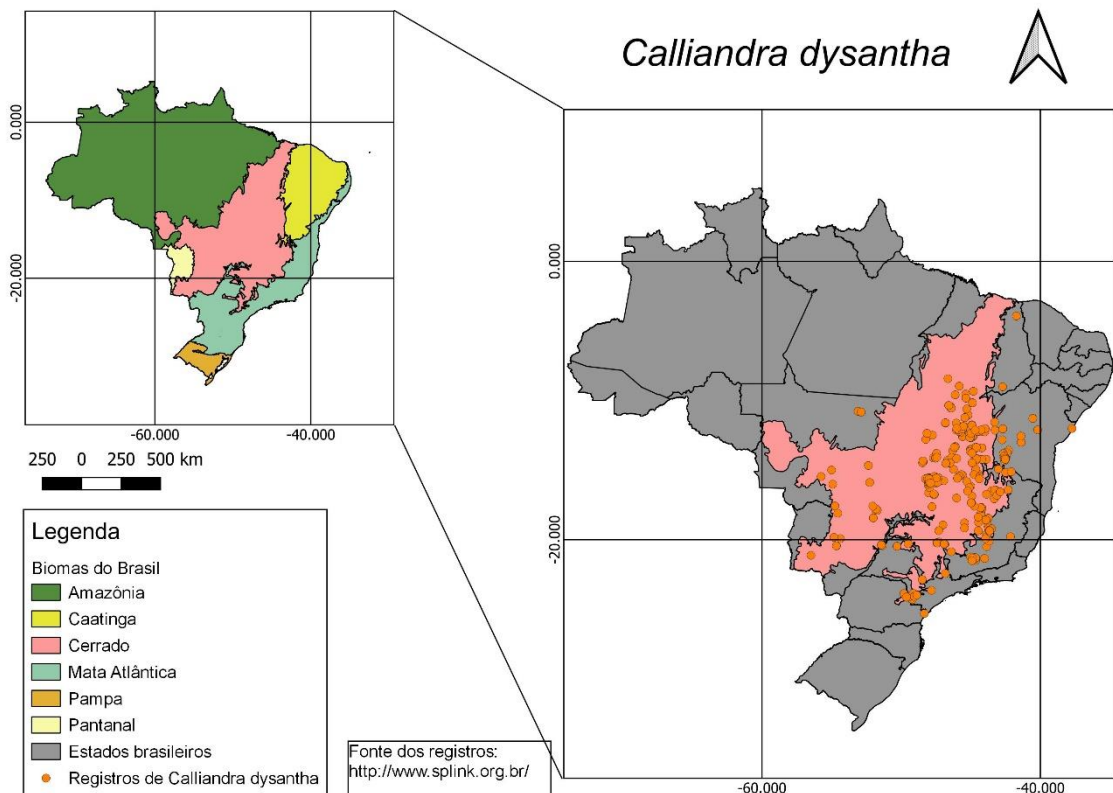 Calliandra dysantha
0.000
-20.000
-60.000
-40.000
250 0 250 500 km
Legenda
Biomas do Brasil
Amazônia
Caatinga
Cerrado
Mata Atlântica
Pampa
Pantanal
Estados brasileiros
Registros de Calliandra dysantha
Fonte dos registros:
http://www.splink.org.br/
0.000
-20.000
-60.000
-40.000